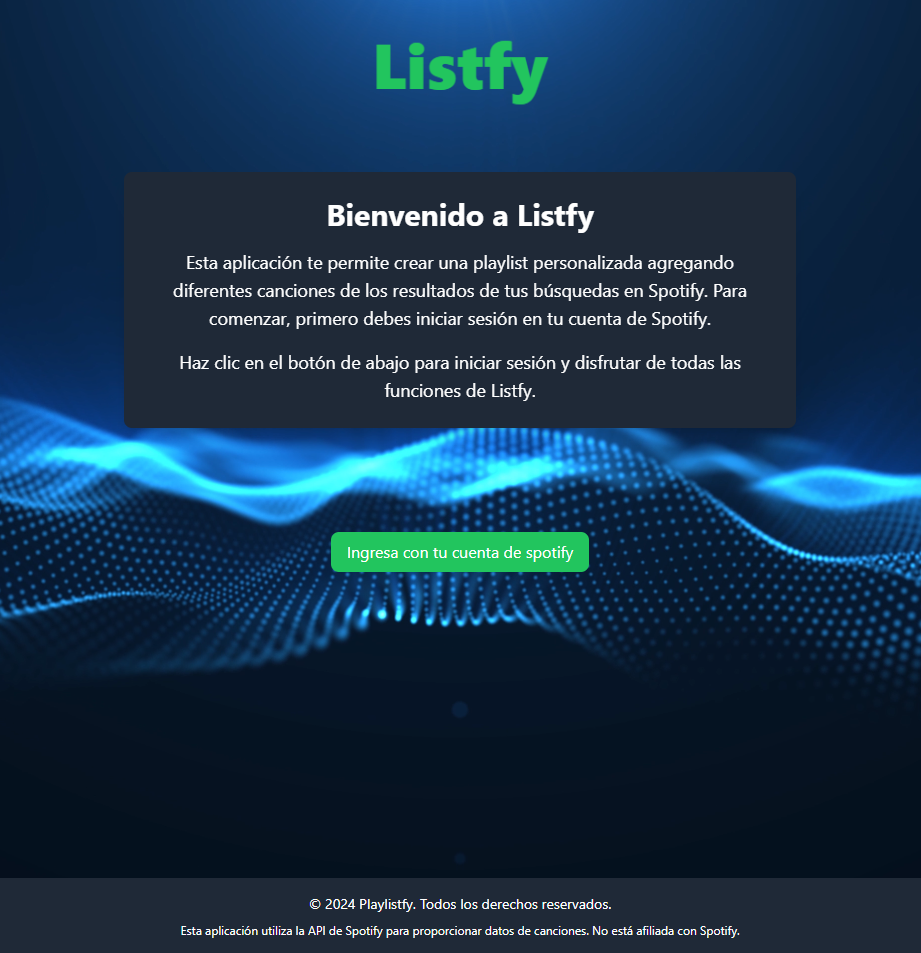 Listfy
Bienvenido a Listfy
Esta aplicación te permite crear una playlist personalizada agregando
diferentes canciones de los resultados de tus búsquedas en Spotify. Para
comenzar, primero debes iniciar sesión en tu cuenta de Spotify.
Haz clic en el botón de abajo para iniciar sesión y disfrutar de todas las
funciones de Listfy.
Ingresa con tu cuenta de spotify
© 2024 Playlistfy. Todos los derechos reservados.
Esta aplicación utiliza la API de Spotify para proporcionar datos de canciones. No está afiliada con Spotify.